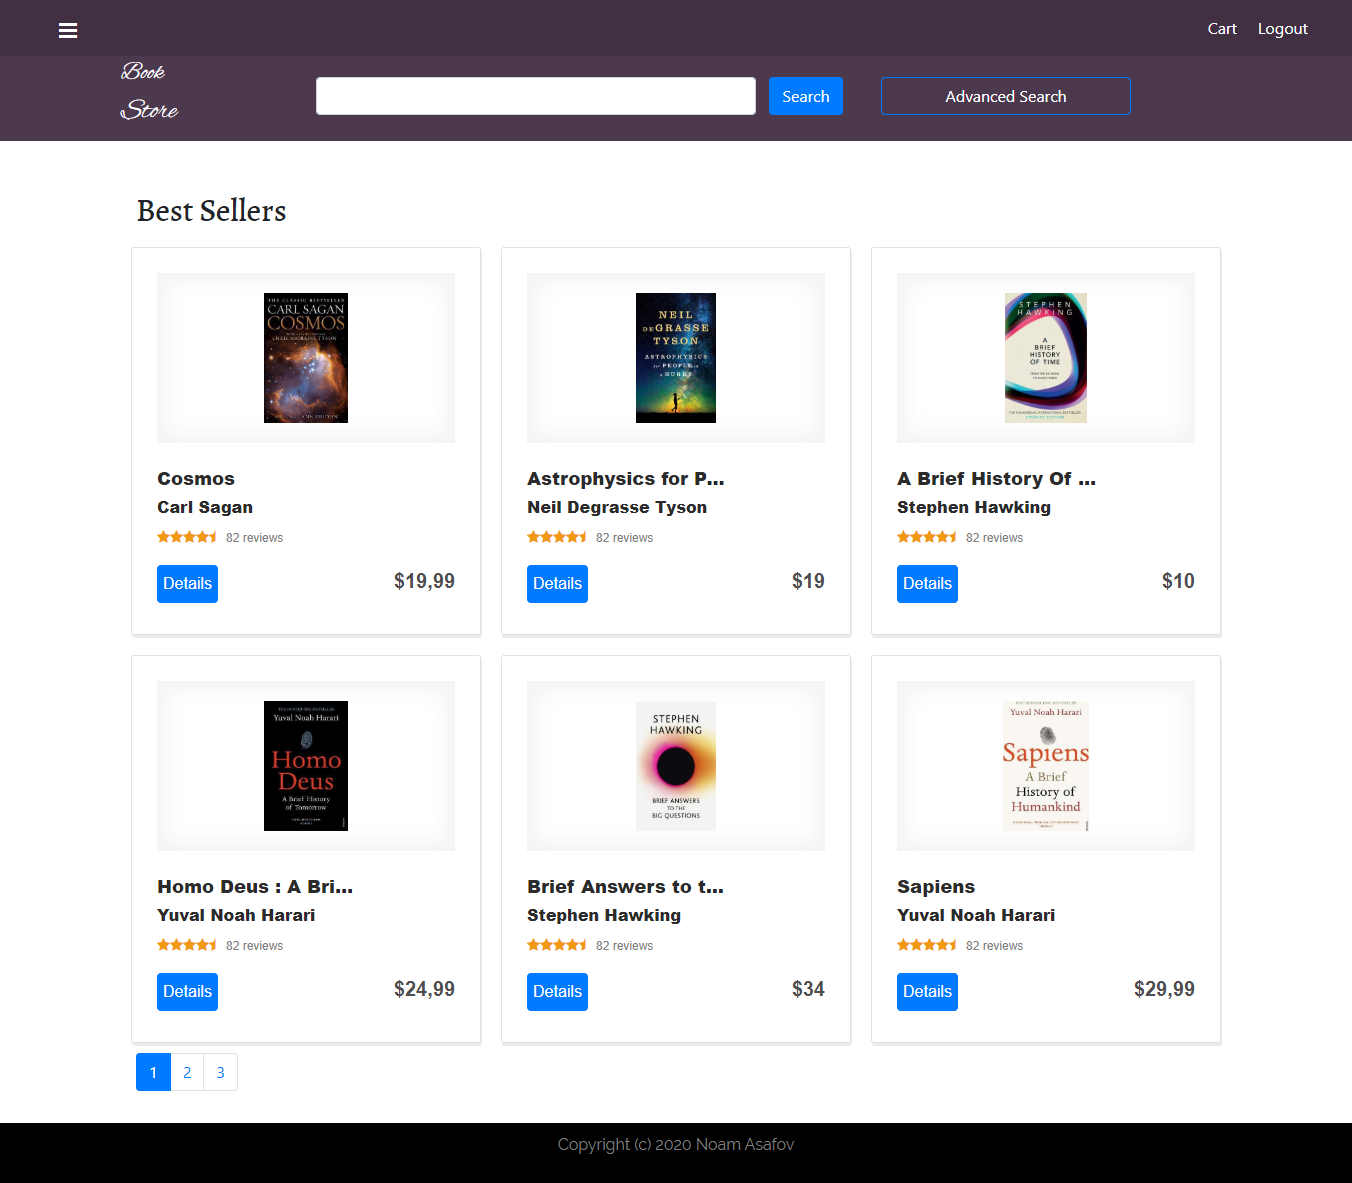 Cart Logout
Book
Store
Search Advanced Search
Best Sellers
THE CLASSIC BESTSELLER
CARL SAGAN
COSMOS
NEIL DEGRASSE TYSON
NEIL
DEGRASSE
TYSON
ASTROPHYSICS
for PEOPLE in
a HURRY
STEPHEN
HAWKING
A
BRIEF
HISTORY
OF TIME
Cosmos
Carl Sagan
82 reviews
Details $19,99
Astrophysics for P...
Neil Degrasse Tyson
82 reviews
Details $19
A Brief History Of ...
Stephen Hawking
82 reviews
Details $10
Yuval Noah Harari
Homo
Deus
A Brief History
of Tomorrow
STEPHEN
HAWKING
BRIEF ANSWERS
TO THE
BIG QUESTIONS
Yuval Noah Harari
Sapiens
A Brief
History of
Humankind
Homo Deus : A Bri...
Yuval Noah Harari
82 reviews
Details $24,99
Brief Answers to t...
Stephen Hawking
82 reviews
Details $34
Sapiens
Yuval Noah Harari
82 reviews
Details $29,99
1 2 3
Copyright (c) 2020 Noam Asafov